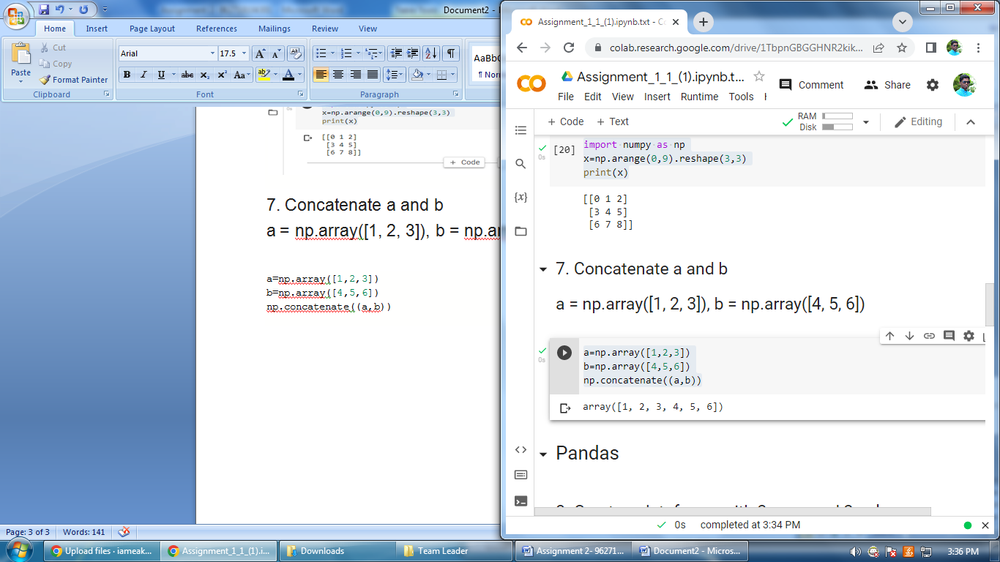 Document2 -
Home
Insert
Page Layout
References
Mailings
Review
View
Paste
Cut
Copy
Format Painter
Clipboard
Arial
17.5
Font
Paragraph
AaBbC
¶ Norr
x=np.arange(0,9).reshape(3,3)
print(x)
[[0 1 2]
[3 4 5]
[6 7 8]]
+ Code
7. Concatenate a and b
a = np.array([1, 2, 3]), b = np.ar
a=np.array([1,2,3])
b=np.array([4,5,6])
np.concatenate((a,b))
Page: 3 of 3
Words: 141
Assignment_1_1_(1).ipynb.txt - Co
colab.research.google.com/drive/1TbpnGBGGHNR2kik...
Assignment_1_1_(1).ipynb.t...
Comment
Share
File Edit View Insert Runtime Tools
+ Code + Text
RAM
Disk
Editing
[20]
0s
import numpy as np
x=np.arange(0,9).reshape(3,3)
print(x)
[[0 1 2]
[3 4 5]
[6 7 8]]
7. Concatenate a and b
a = np.array([1, 2, 3]), b = np.array([4, 5, 6])
0s
a=np.array([1,2,3])
b=np.array([4,5,6])
np.concatenate((a,b))
array([1, 2, 3, 4, 5, 6])
Pandas
0s completed at 3:34 PM
Upload files · iameak...
Assignment_1_1_(1).i...
Downloads
Team Leader
Assignment 2- 96271...
Document2 - Micros...
3:36 PM